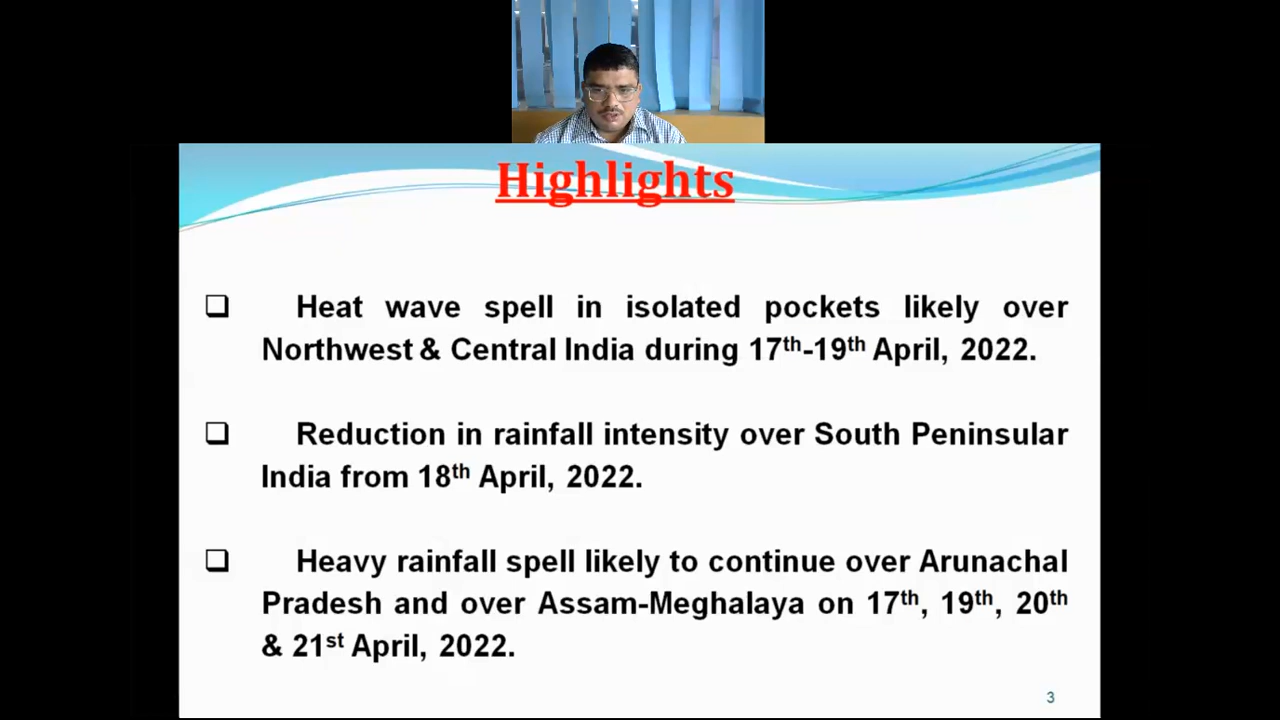 Highlights
❑ Heat wave spell in isolated pockets likely over
Northwest & Central India during 17th-19th April, 2022.
❑ Reduction in rainfall intensity over South Peninsular
India from 18th April, 2022.
❑ Heavy rainfall spell likely to continue over Arunachal
Pradesh and over Assam-Meghalaya on 17th, 19th, 20th
& 21st April, 2022.
3